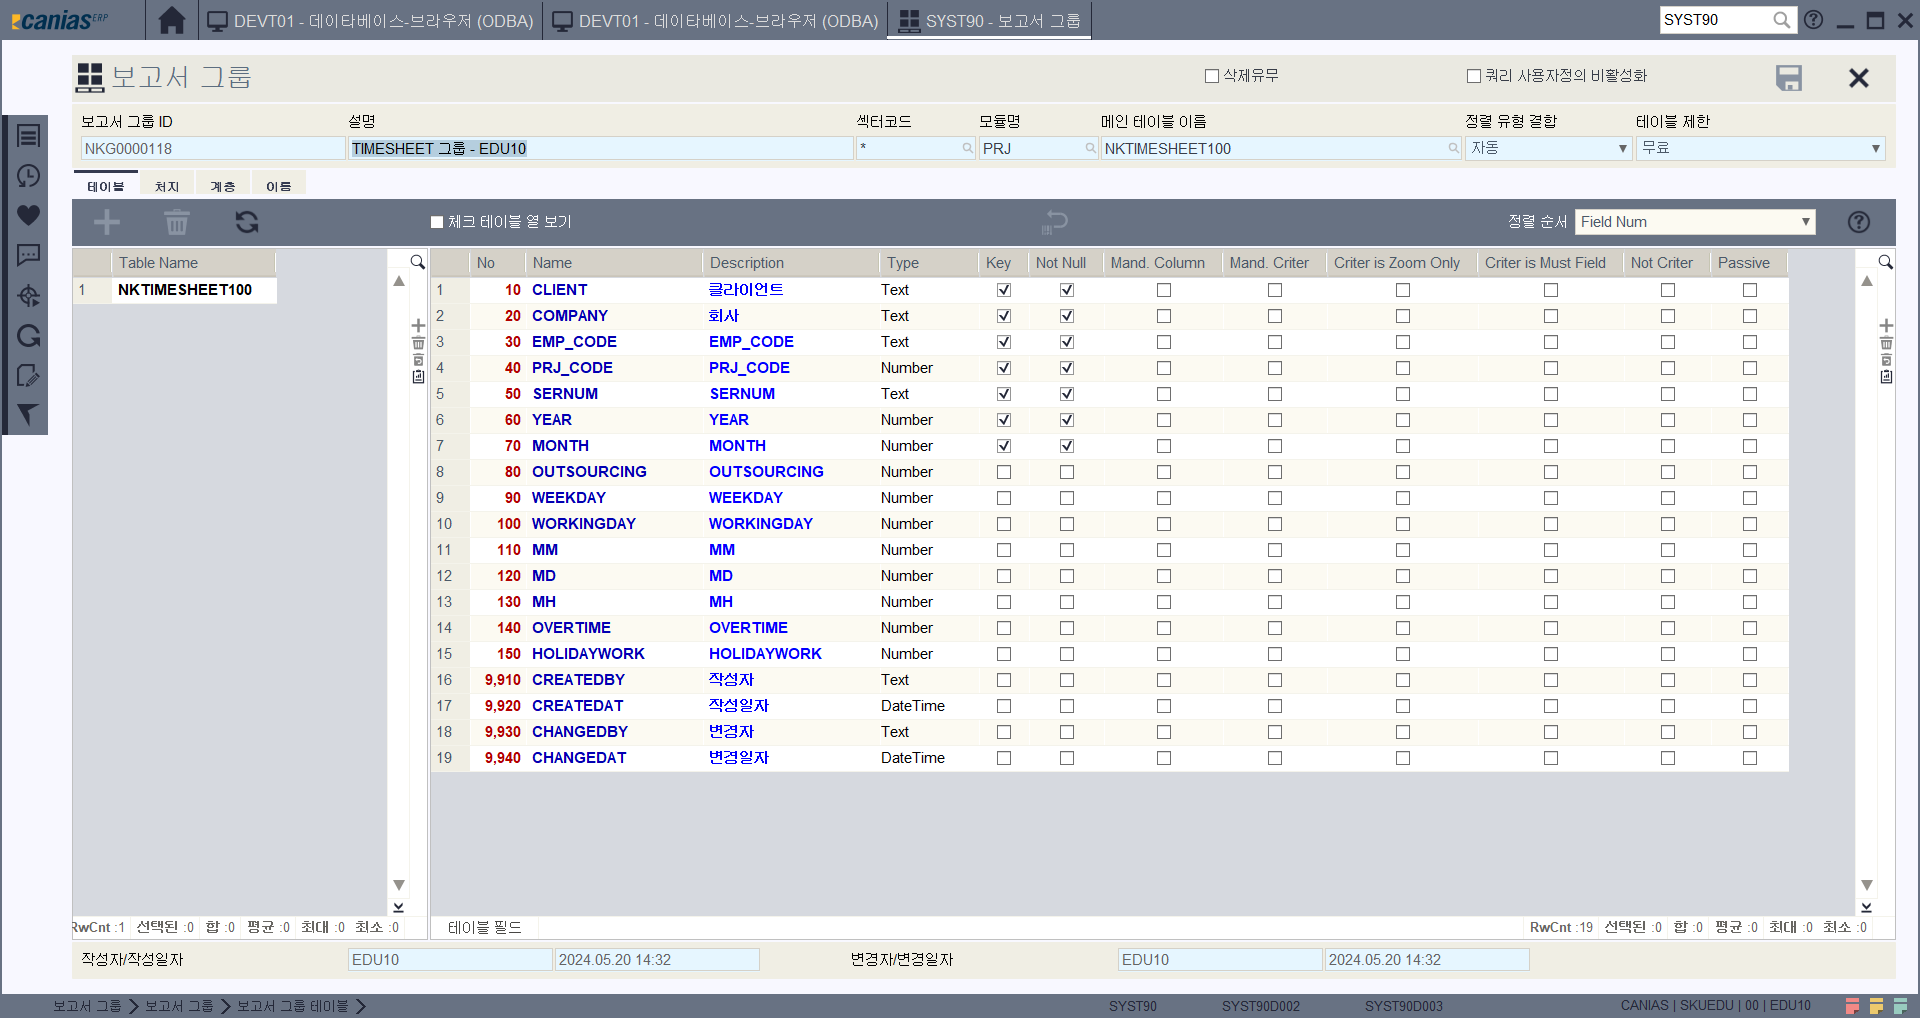 canias ERP
DEVT01 - 데이타베이스-브라우저 (ODBA)
DEVT01 - 데이타베이스-브라우저 (ODBA)
SYST90 - 보고서 그룹
SYST90
보고서 그룹
삭제유무
쿼리 사용자정의 비활성화
보고서 그룹 ID 설명 섹터코드 모듈명 메인 테이블 이름 정렬 유형 결합 테이블 제한
NKG0000118 TIMESHEET 그룹 - EDU10 * PRJ NKTIMESHEET100 자동 무료
테이블 처지 계층 이름
체크 테이블 열 보기
정렬 순서 Field Num
Table Name
1 NKTIMESHEET100
No Name Description Type Key Not Null Mand. Column Mand. Criter Criter is Zoom Only Criter is Must Field Not Criter Passive
1 10 CLIENT 클라이언트 Text
2 20 COMPANY 회사 Text
3 30 EMP_CODE EMP_CODE Text
4 40 PRJ_CODE PRJ_CODE Number
5 50 SERNUM SERNUM Text
6 60 YEAR YEAR Number
7 70 MONTH MONTH Number
8 80 OUTSOURCING OUTSOURCING Number
9 90 WEEKDAY WEEKDAY Number
10 100 WORKINGDAY WORKINGDAY Number
11 110 MM MM Number
12 120 MD MD Number
13 130 MH MH Number
14 140 OVERTIME OVERTIME Number
15 150 HOLIDAYWORK HOLIDAYWORK Number
16 9,910 CREATEDBY 작성자 Text
17 9,920 CREATEDAT 작성일자 DateTime
18 9,930 CHANGEDBY 변경자 Text
19 9,940 CHANGEDAT 변경일자 DateTime
RwCnt :1 선택된 :0 합 :0 평균 :0 최대 :0 최소 :0
테이블 필드
RwCnt :19 선택된 :0 합 :0 평균 :0 최대 :0 최소 :0
작성자/작성일자 EDU10 2024.05.20 14:32 변경자/변경일자 EDU10 2024.05.20 14:32
보고서 그룹 보고서 그룹 보고서 그룹 테이블 SYST90 SYST90D002 SYST90D003 CANIAS | SKUEDU | 00 | EDU10